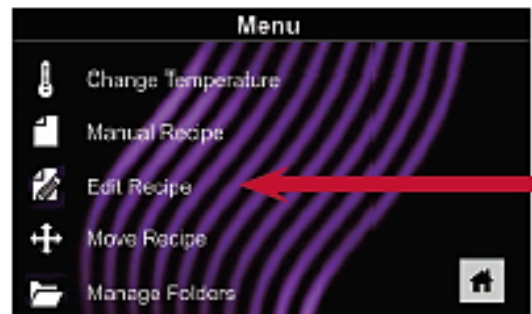 Menu
Change Temperature
Manual Recipe
Edit Recipe
Move Recipe
Manage Folders